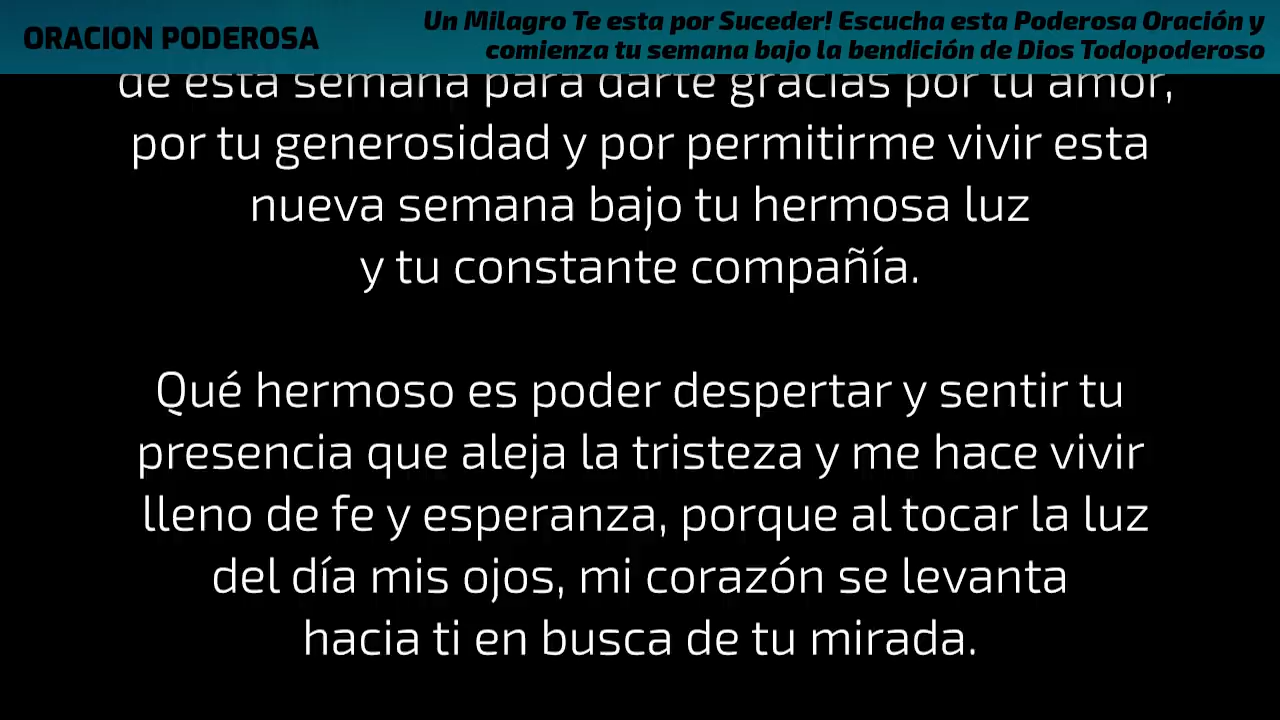 ORACION PODEROSA
Un Milagro Te esta por Suceder! Escucha esta Poderosa Oración y
comienza tu semana bajo la bendición de Dios Todopoderoso
de esta semana para darte gracias por tu amor,
por tu generosidad y por permitirme vivir esta
nueva semana bajo tu hermosa luz
y tu constante compañía.
Qué hermoso es poder despertar y sentir tu
presencia que aleja la tristeza y me hace vivir
lleno de fe y esperanza, porque al tocar la luz
del día mis ojos, mi corazón se levanta
hacia ti en busca de tu mirada.